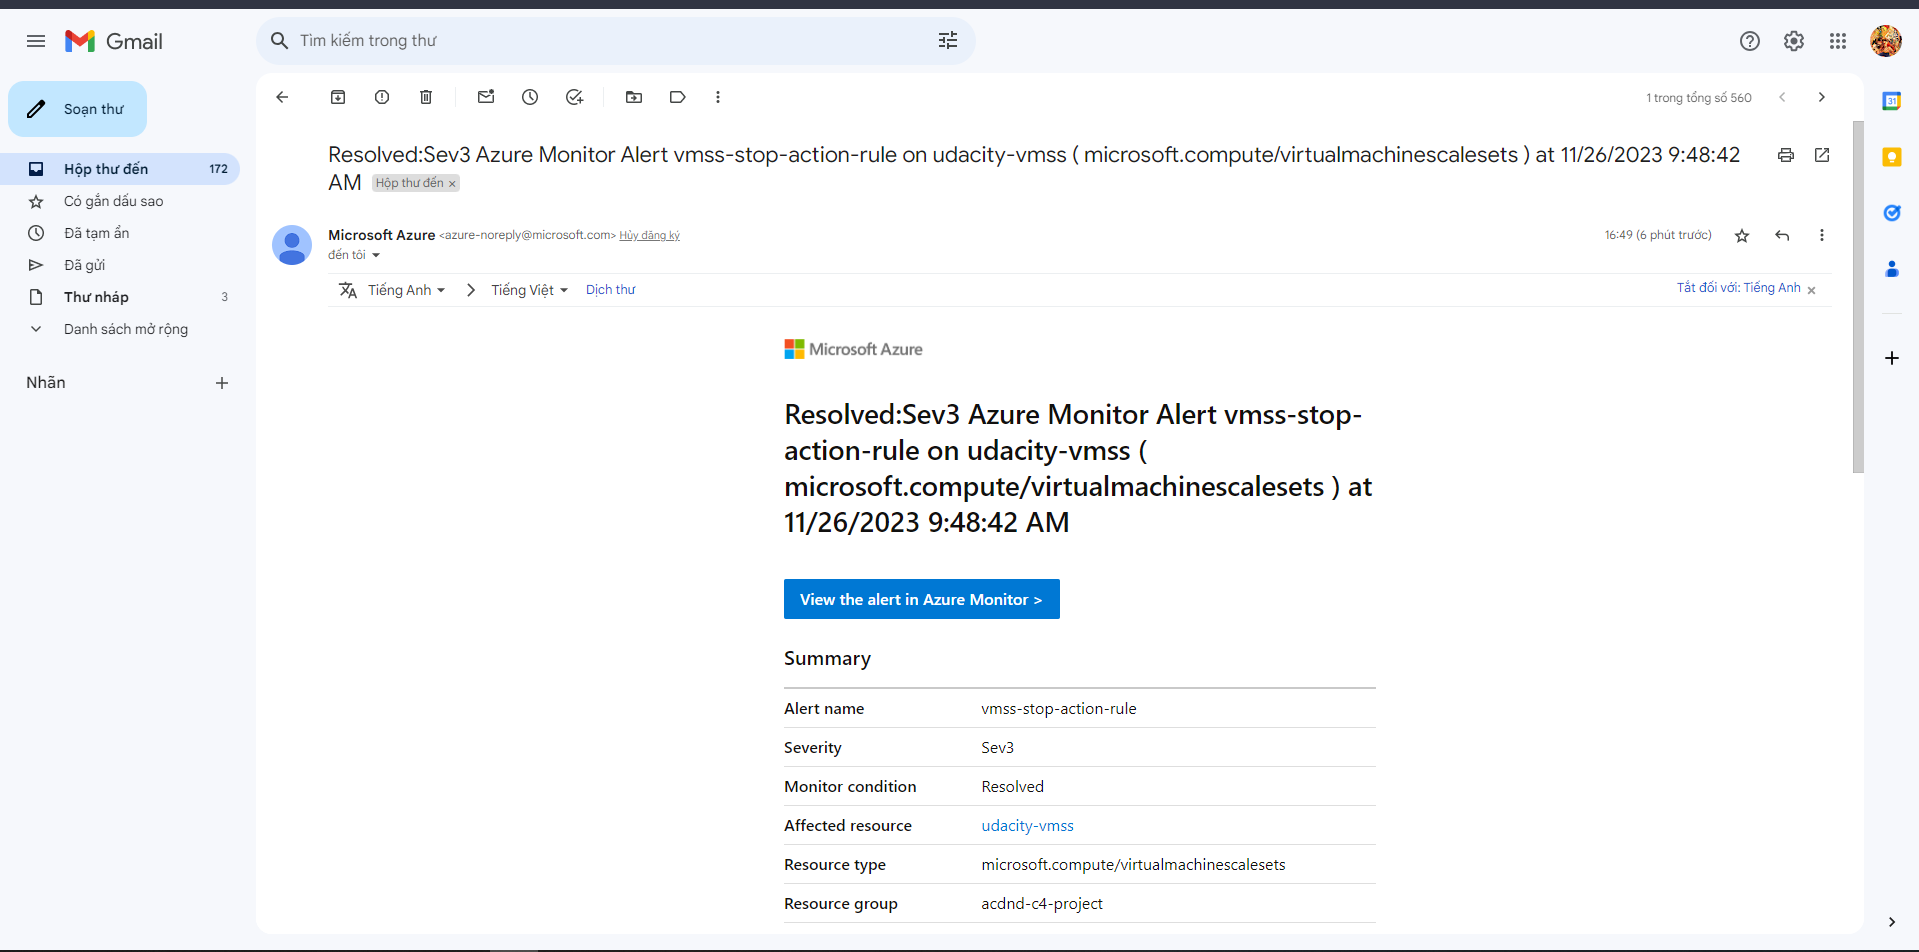 Gmail
Tìm kiếm trong thư
Soạn thư
1 trong tổng số 560
Hộp thư đến 172
Có gắn dấu sao
Đã tạm ẩn
Đã gửi
Thư nháp 3
Danh sách mở rộng
Nhãn
Resolved:Sev3 Azure Monitor Alert vmss-stop-action-rule on udacity-vmss ( microsoft.compute/virtualmachinescalesets ) at 11/26/2023 9:48:42
AM Hộp thư đến ×
Microsoft Azure <azure-noreply@microsoft.com> Hủy đăng ký
16:49 (6 phút trước)
đến tôi
Tiếng Anh > Tiếng Việt Dịch thư
Tắt đối với: Tiếng Anh ×
31
Microsoft Azure
Resolved:Sev3 Azure Monitor Alert vmss-stop-
action-rule on udacity-vmss (
microsoft.compute/virtualmachinescalesets ) at
11/26/2023 9:48:42 AM
View the alert in Azure Monitor >
Summary
Alert name vmss-stop-action-rule
Severity Sev3
Monitor condition Resolved
Affected resource udacity-vmss
Resource type microsoft.compute/virtualmachinescalesets
Resource group acdnd-c4-project